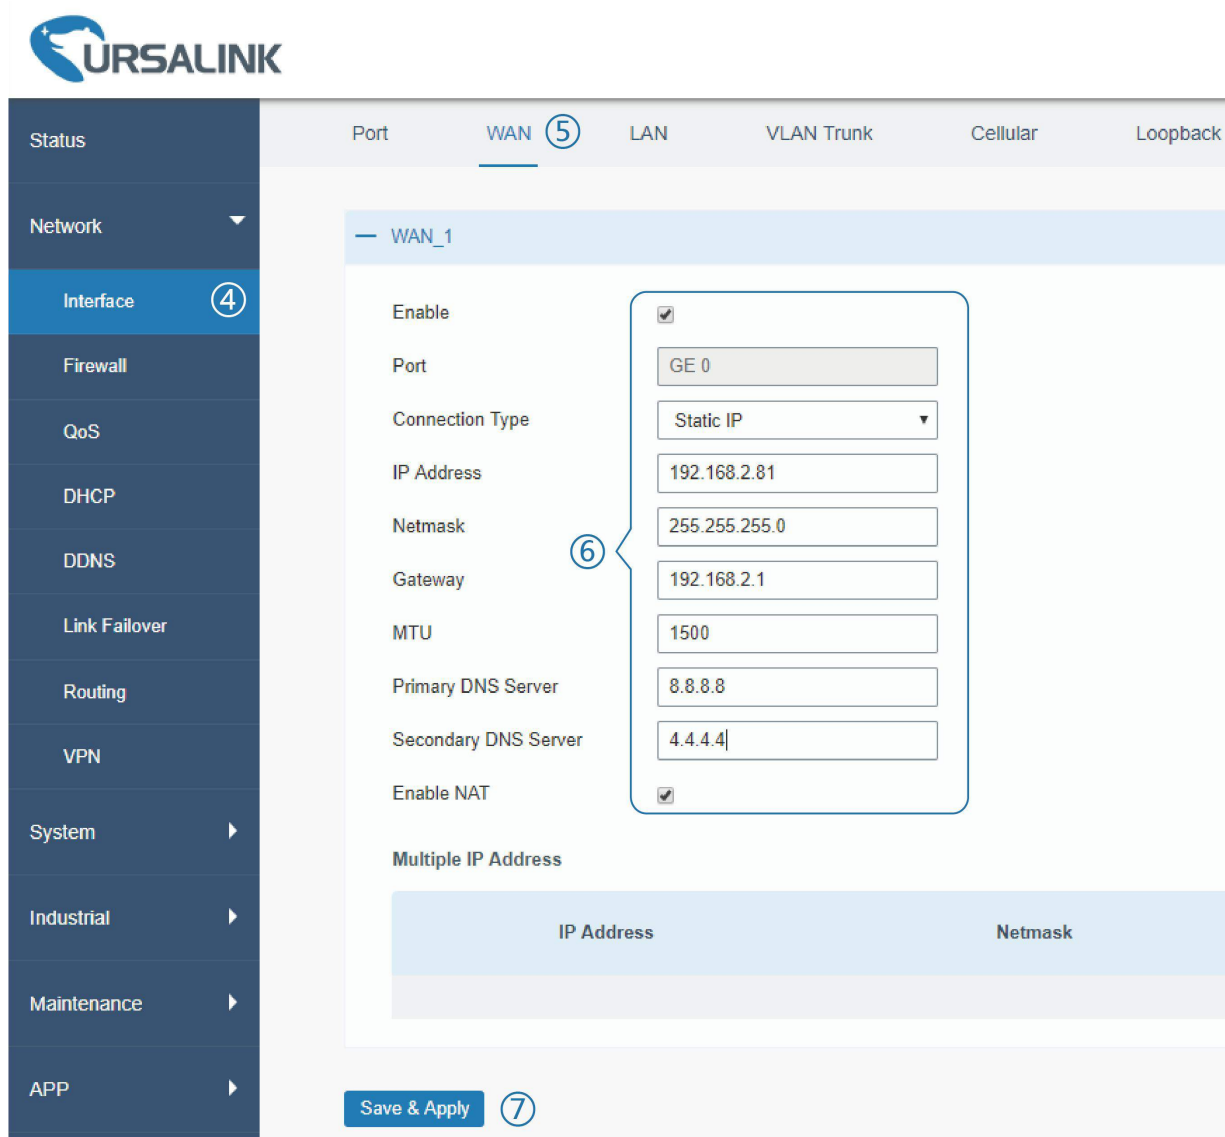 URSALINK
Status
Port WAN ⑤ LAN VLAN Trunk Cellular Loopback
Network
WAN_1
Interface ④
Enable
Firewall
Port GE 0
QoS
Connection Type Static IP
DHCP
IP Address 192.168.2.81
DDNS
Netmask 255.255.255.0
⑥
Gateway 192.168.2.1
Link Failover
MTU 1500
Routing
Primary DNS Server 8.8.8.8
VPN
Secondary DNS Server 4.4.4.4
Enable NAT
System
Multiple IP Address
Industrial
IP Address Netmask
Maintenance
APP
Save & Apply ⑦